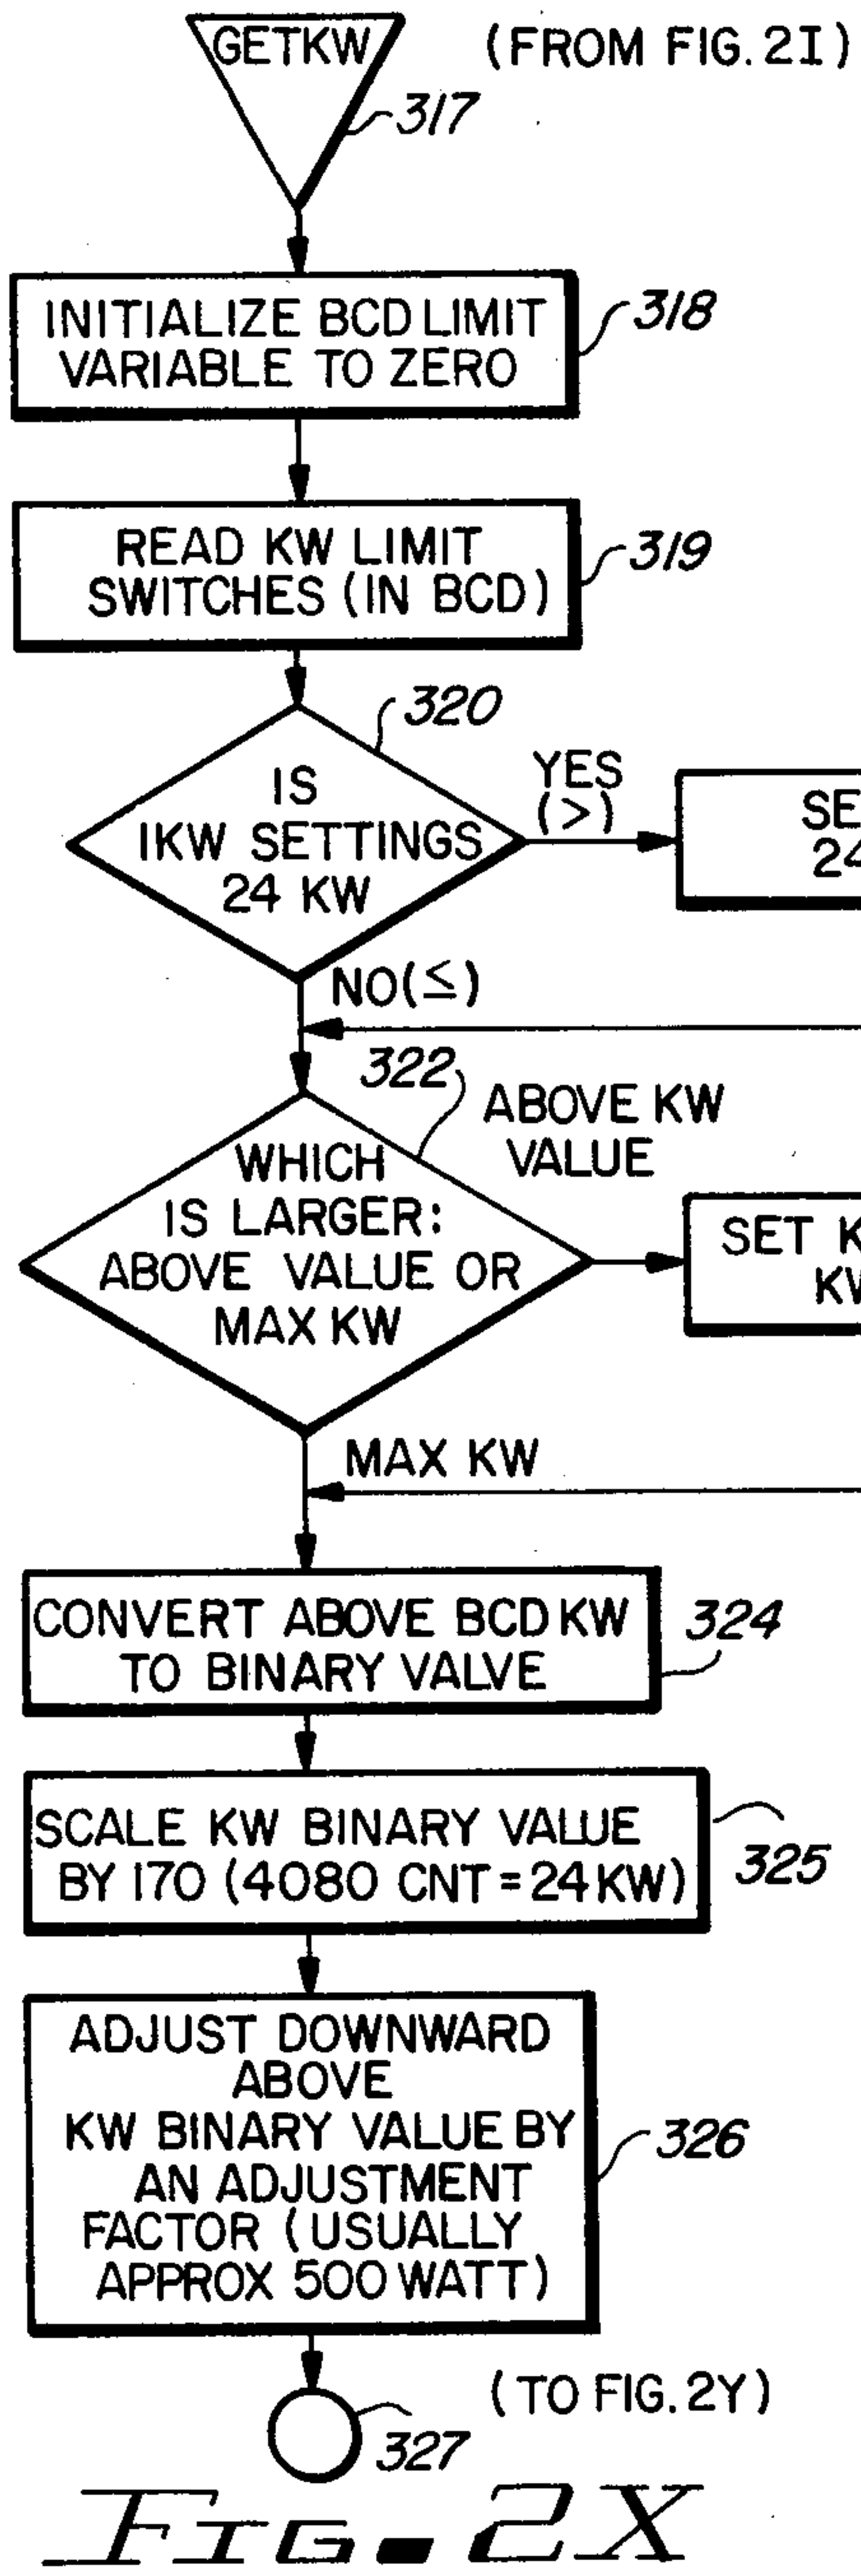 GETKW
(FROM FIG. 2I)
317
INITIALIZE BCD LIMIT
VARIABLE TO ZERO
318
READ KW LIMIT
SWITCHES (IN BCD)
319
320
IS
1KW SETTINGS
24 KW
YES
(>)
NO(≤)
322
ABOVE KW
VALUE
WHICH
IS LARGER:
ABOVE VALUE OR
MAX KW
SET
MAX KW
CONVERT ABOVE BCD KW
TO BINARY VALVE
324
SCALE KW BINARY VALUE
BY 170 (4080 CNT = 24 KW)
325
ADJUST DOWNWARD
ABOVE
KW BINARY VALUE BY
AN ADJUSTMENT
FACTOR (USUALLY
APPROX 500 WATT)
326
(TO FIG. 2Y)
327
FIG. 2X